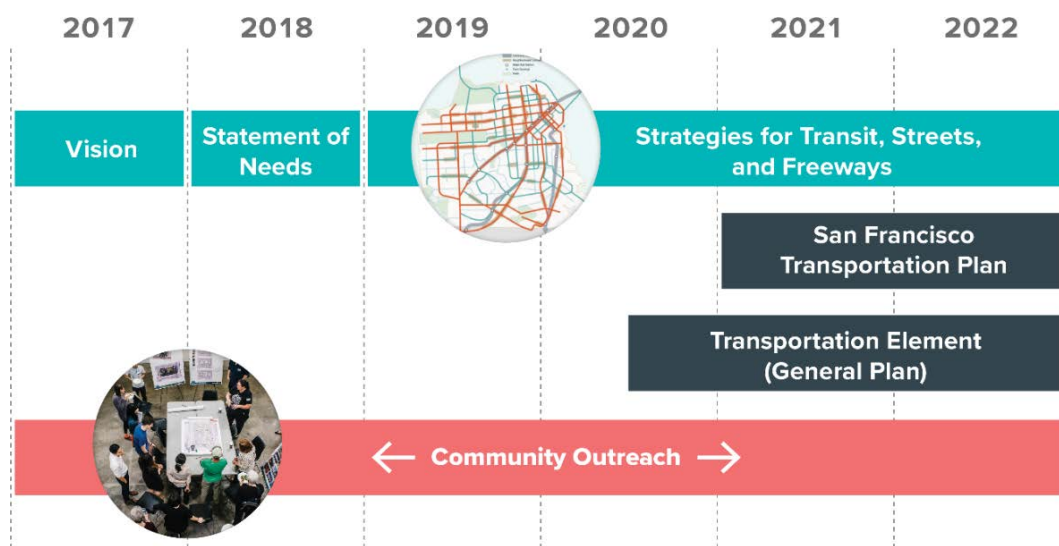 2017 2018 2019 2020 2021 2022
Vision
Statement of
Needs
Strategies for Transit, Streets,
and Freeways
San Francisco
Transportation Plan
Transportation Element
(General Plan)
Community Outreach